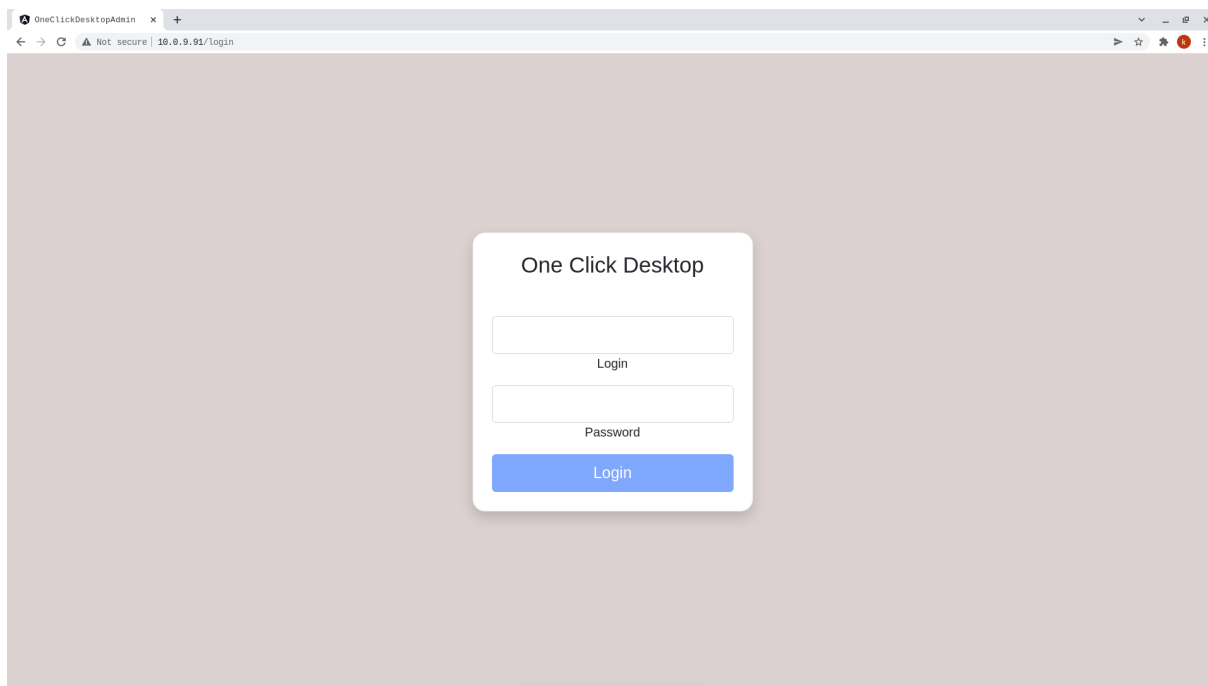 OneClickDesktopAdmin
Not secure 10.0.9.91/login
k
One Click Desktop
Login
Password
Login